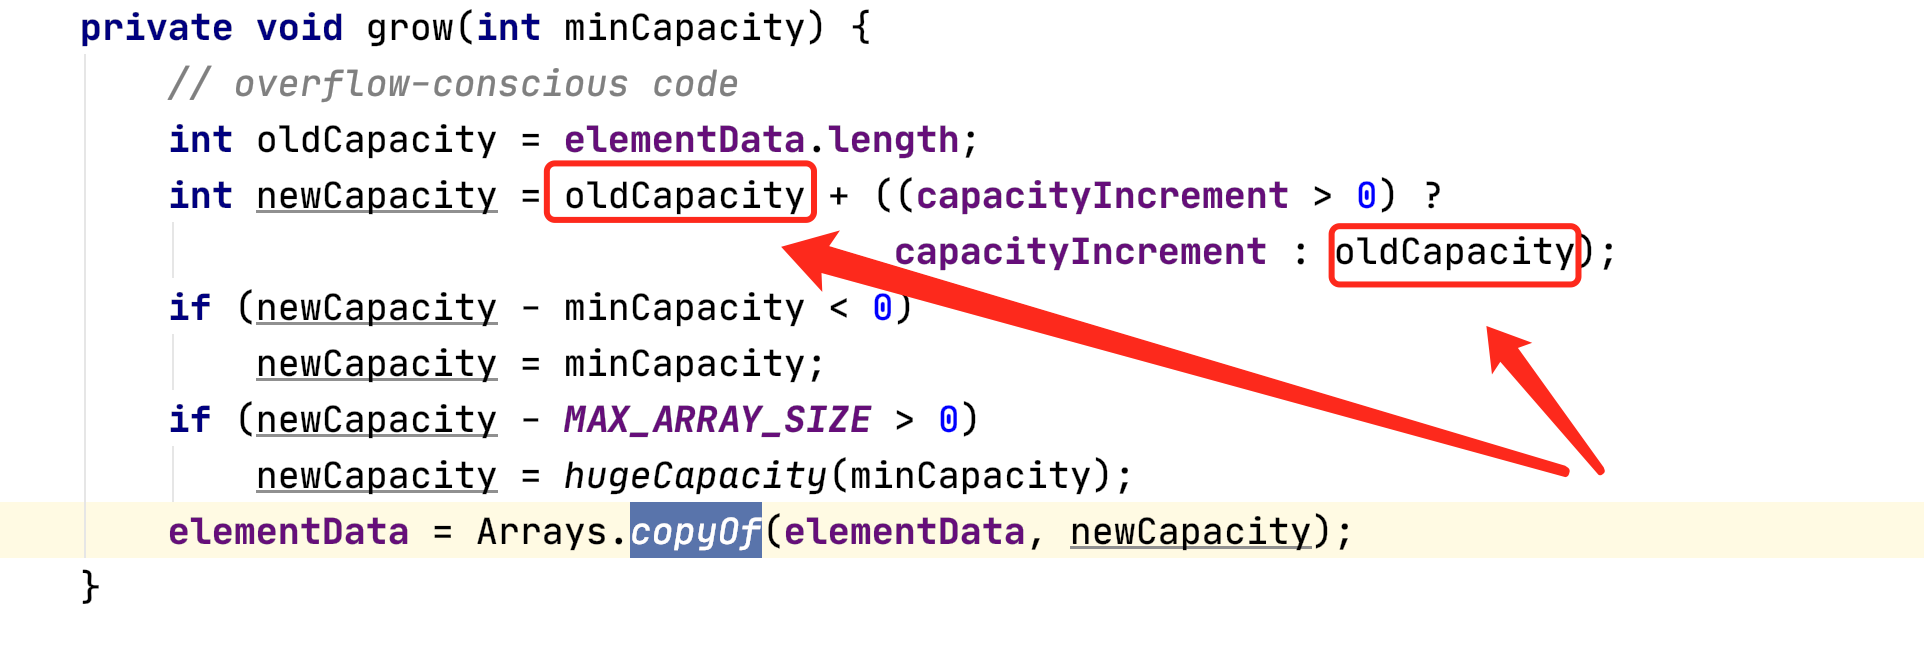 private void grow(int minCapacity) {
// overflow-conscious code
int oldCapacity = elementData.length;
int newCapacity = oldCapacity + ((capacityIncrement > 0) ?
capacityIncrement : oldCapacity);
if (newCapacity - minCapacity < 0)
newCapacity = minCapacity;
if (newCapacity - MAX_ARRAY_SIZE > 0)
newCapacity = hugeCapacity(minCapacity);
elementData = Arrays.copyOf(elementData, newCapacity);
}